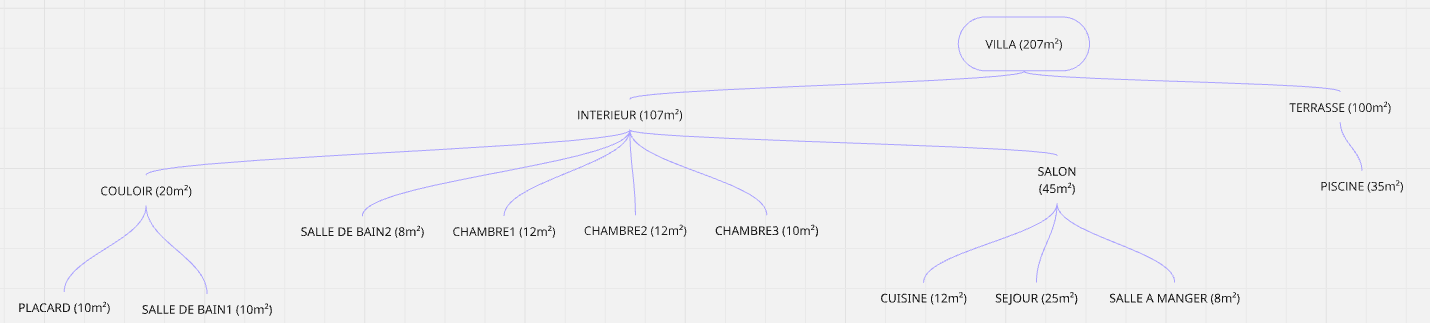 VILLA (207m²)
INTERIEUR (107m²)
TERRASSE (100m²)
COULOIR (20m²)
SALLE DE BAIN2 (8m²)
CHAMBRE1 (12m²)
CHAMBRE2 (12m²)
CHAMBRE3 (10m²)
SALON
(45m²)
PISCINE (35m²)
PLACARD (10m²)
SALLE DE BAIN1 (10m²)
CUISINE (12m²)
SEJOUR (25m²)
SALLE A MANGER (8m²)